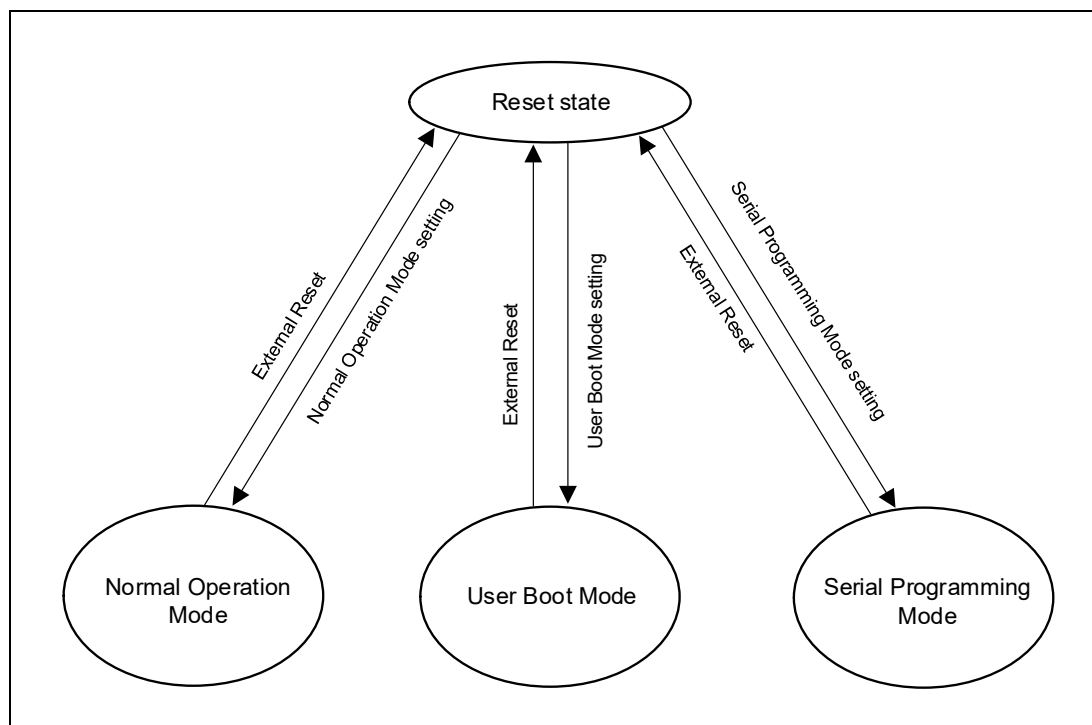 Reset state
External Reset
Normal Operation Mode setting
External Reset
User Boot Mode setting
External Reset
Serial Programming Mode setting
Normal Operation
Mode
User Boot Mode
Serial Programming
Mode